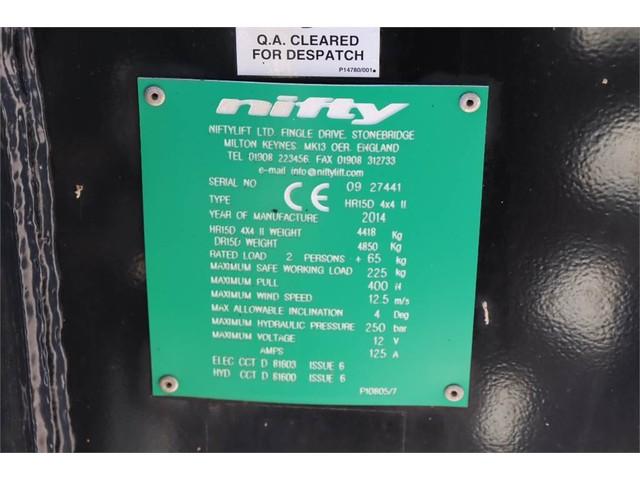 Q.A. CLEARED
FOR DESPATCH
P14780/001
nifty
NIFTYLIFT LTD. FINGLE DRIVE. STONEBRIDGE
MILTON KEYNES. MK13 OER. ENGLAND
TEL 01908 223456. FAX 01908 312733
e-mail info@niftylift.com
SERIAL NO CE 09 27441
TYPE HR15D 4x4 II
YEAR OF MANUFACTURE 2014
HR15D 4X4 II WEIGHT 4418 Kg
DR15D WEIGHT 4850 Kg
RATED LOAD 2 PERSONS + 65 kg
MAXIMUM SAFE WORKING LOAD 225 kg
MAXIMUM PULL 400 N
MAXIMUM WIND SPEED 12.5 m/s
MAX ALLOWABLE INCLINATION 4 Deg
MAXIMUM HYDRAULIC PRESSURE 250 bar
MAXIMUM VOLTAGE 12 V
AMPS 125 A
ELEC CCT D 81603 ISSUE 6
HYD CCT D 81600 ISSUE 6
P10805/7